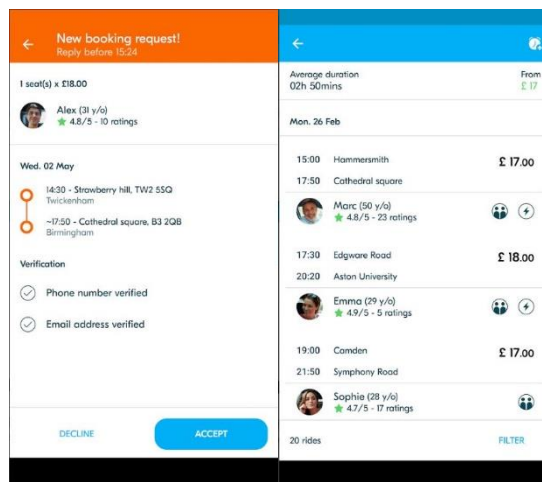 New booking request!
Reply before 15:24
1 seat(s) x £18.00
Alex (31 y/o)
4.8/5 - 10 ratings
Wed. 02 May
14:30 - Strawberry hill, TW2 5SQ
Twickenham
~17:50 - Cathedral square, B3 2QB
Birmingham
Verification
Phone number verified
Email address verified
DECLINE
ACCEPT
Average duration
From
02h 50mins
£ 17
Mon. 26 Feb
15:00 Hammersmith
£ 17.00
17:50 Cathedral square
Marc (50 y/o)
4.8/5 - 23 ratings
17:30 Edgware Road
£ 18.00
20:20 Aston University
Emma (29 y/o)
4.9/5 - 5 ratings
19:00 Camden
£ 17.00
21:50 Symphony Road
Sophie (28 y/o)
4.7/5 - 17 ratings
20 rides
FILTER